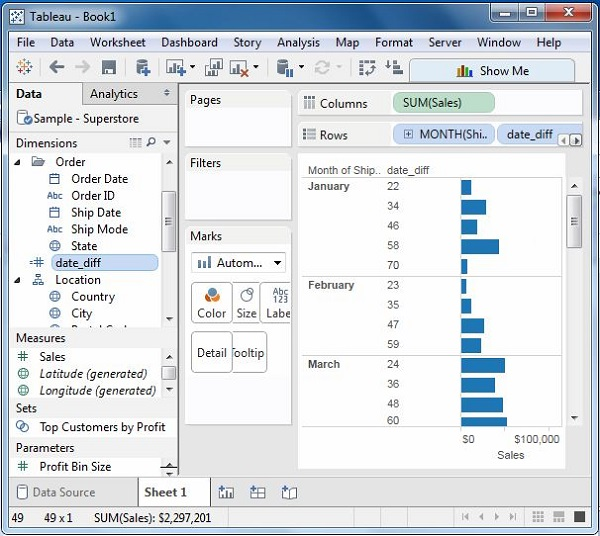 Tableau - Book1
File Data Worksheet Dashboard Story Analysis Map Format Server Window Help
Show Me
Data Analytics
Sample - Superstore
Dimensions
Order
Order Date
Abc Order ID
Ship Date
Abc Ship Mode
State
=# date_diff
Location
Country
City
Measures
# Sales
Latitude (generated)
Longitude (generated)
Sets
Top Customers by Profit
Parameters
# Profit Bin Size
Pages
Filters
Marks
Autom...
Color Size Abc 123 Labe
Detail Tooltip
Columns SUM(Sales)
Rows MONTH(Shi.. date_diff
Month of Ship.. date_diff
January 22
34
46
58
70
February 23
35
47
59
March 24
36
48
60
$0 $100,000
Sales
Data Source Sheet 1
49 49 x 1 SUM(Sales): $2,297,201